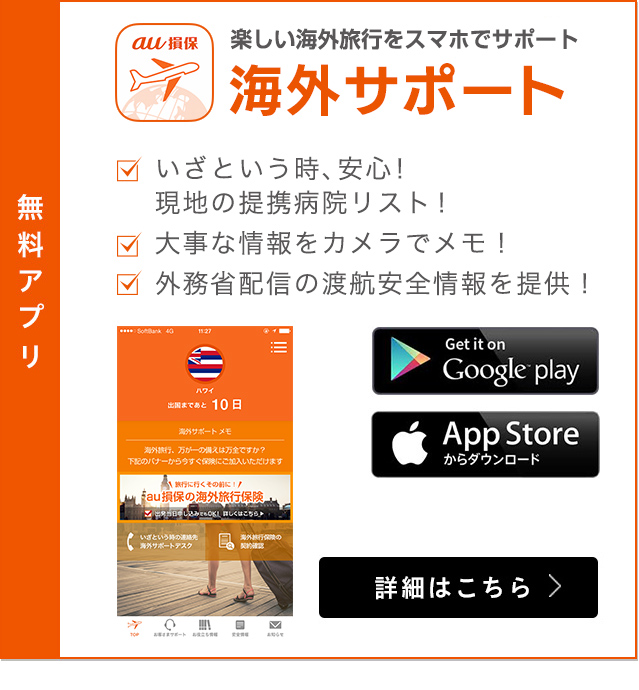 無料アプリ
au 損保
楽しい海外旅行をスマホでサポート
海外サポート
いざという時、安心！
現地の提携病院リスト！
大事な情報をカメラでメモ！
外務省配信の渡航安全情報を提供！
SoftBank 4G 11:27
ハワイ
出国まであと 10日
海外サポート メモ
海外旅行、万が一の備えは万全ですか？
下記のバナーから今すぐ保険にご加入いただけます
旅行に行くその前に！
au損保の海外旅行保険
出発当日申し込みでもOK! 詳しくはこちら
いざという時の連絡先
海外サポートデスク
海外旅行保険の
契約確認
TOP お客さまサポート お役立ち情報 安全情報 お知らせ
Get it on
Google play
App Store
からダウンロード
詳細はこちら